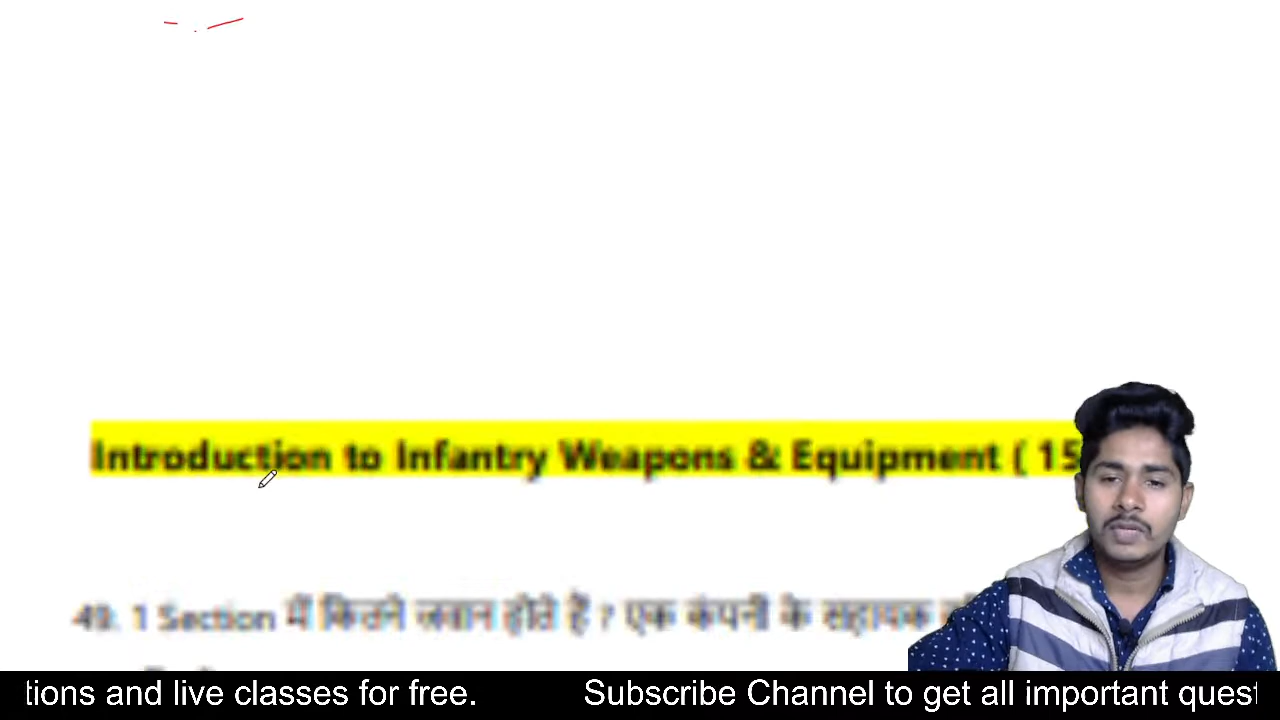 Introduction to Infantry Weapons & Equipment ( 15
49. 1 Section में कितने जवान होते हैं ? एक कंपनी के सहायक
tions and live classes for free. Subscribe Channel to get all important quest